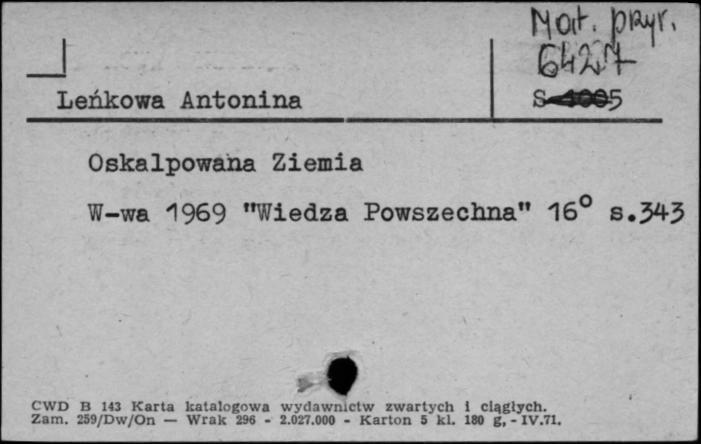 Mat. przyr.
6427
Leńkowa Antonina
S-1005
Oskalpowana Ziemia
W-wa 1969 "Wiedza Powszechna" 16° s.343
CWD B 143 Karta katalogowa wydawnictw zwartych i ciągłych.
Zam. 259/Dw/On — Wrak 296 - 2.027.000 - Karton 5 kl. 180 g, - IV.71.